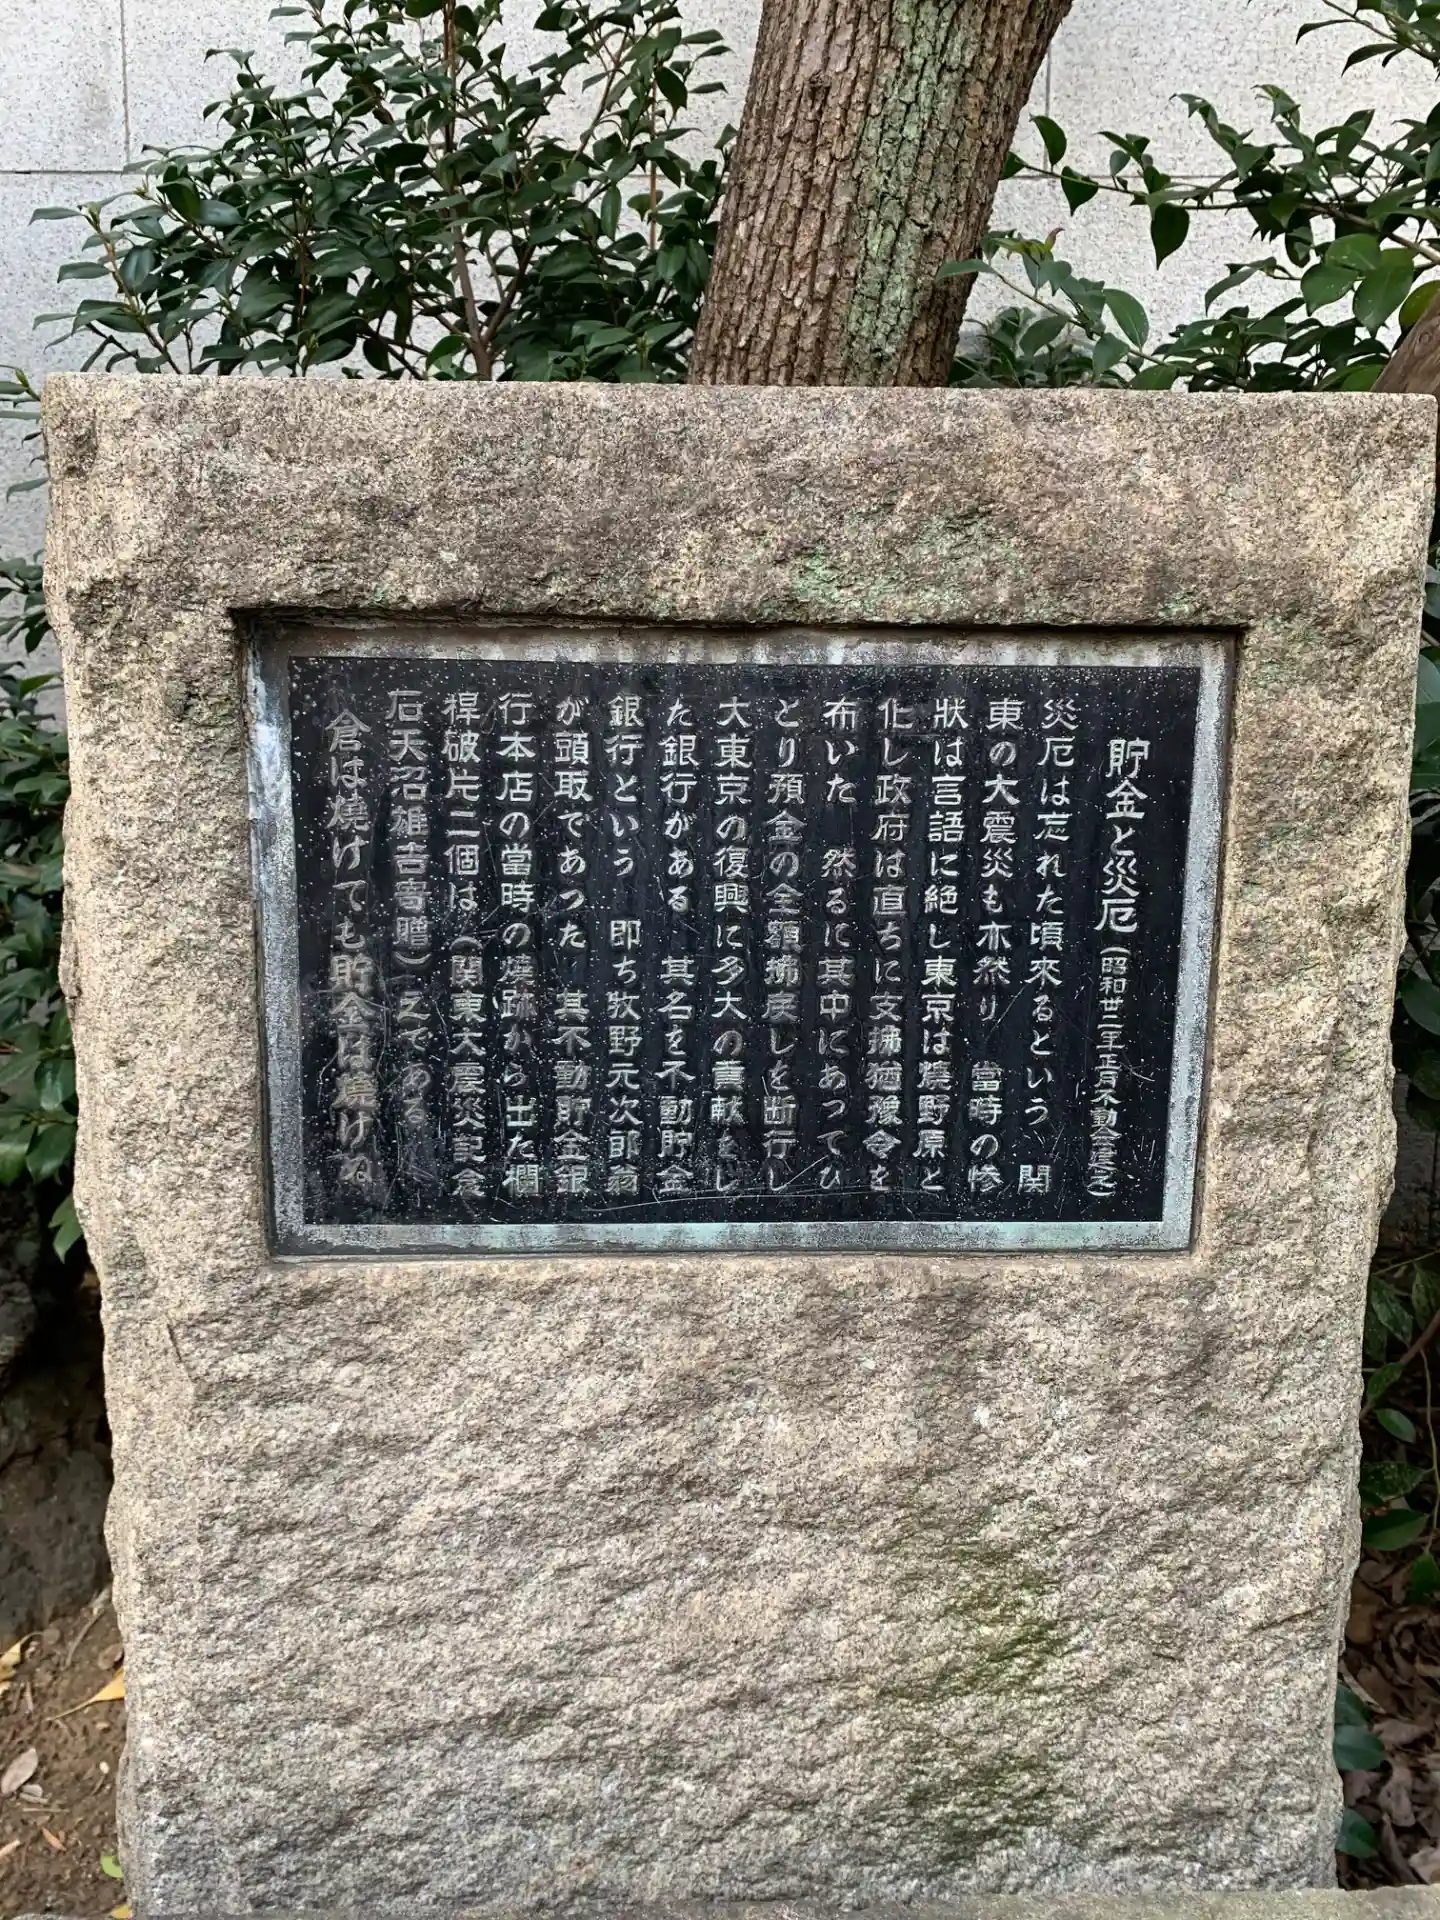 貯金と災厄(昭和卅二年正月不動会建之)
災厄は忘れた頃來るという　関
東の大震災も亦然り　當時の惨
狀は言語に絶し東京は燒野原と
化し政府は直ちに支拂猶豫令を
布いた　然るに其中にあつてひ
とり預金の全額拂戻しを断行し
大東京の復興に多大の貢献をし
た銀行がある　其名を不動貯金
銀行という　即ち牧野元次郎翁
が頭取であつた　其不動貯金銀
行本店の當時の燒跡から出た欄
桿破片二個は(関東大震災記念
石天沼雄吉寄贈)之である
倉は燒けても貯金は燒けぬ